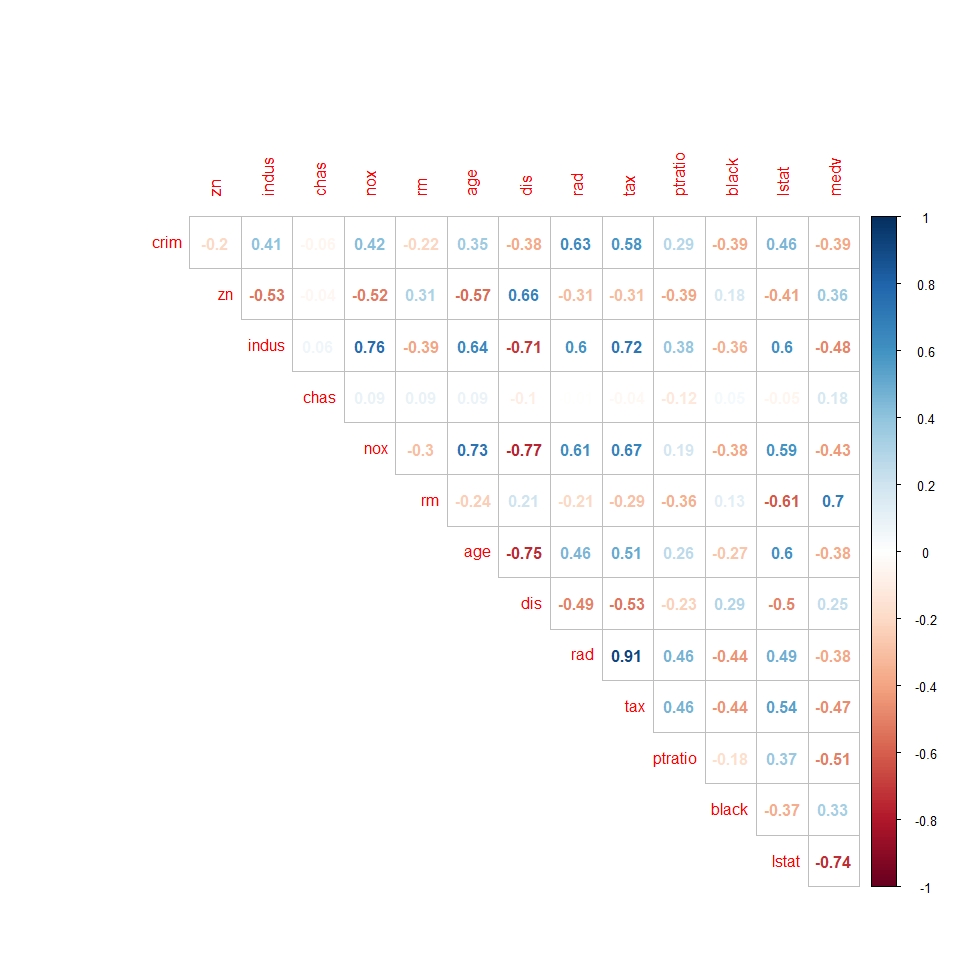 zn indus chas nox rm age dis rad tax ptratio black lstat medv
crim -0.2 0.41 -0.06 0.42 -0.22 0.35 -0.38 0.63 0.58 0.29 -0.39 0.46 -0.39 1
zn -0.53 -0.04 -0.52 0.31 -0.57 0.66 -0.31 -0.31 -0.39 0.18 -0.41 0.36 0.8
indus 0.06 0.76 -0.39 0.64 -0.71 0.6 0.72 0.38 -0.36 0.6 -0.48 0.6
chas 0.09 0.09 0.09 -0.1 -0.04 -0.12 0.05 -0.05 0.18 0.4
nox -0.3 0.73 -0.77 0.61 0.67 0.19 -0.38 0.59 -0.43
rm -0.24 0.21 -0.21 -0.29 -0.36 0.13 -0.61 0.7 0.2
age -0.75 0.46 0.51 0.26 -0.27 0.6 -0.38 0
dis -0.49 -0.53 -0.23 0.29 -0.5 0.25 -0.2
rad 0.91 0.46 -0.44 0.49 -0.38 -0.4
tax 0.46 -0.44 0.54 -0.47
ptratio -0.18 0.37 -0.51 -0.6
black -0.37 0.33 -0.8
lstat -0.74 -1